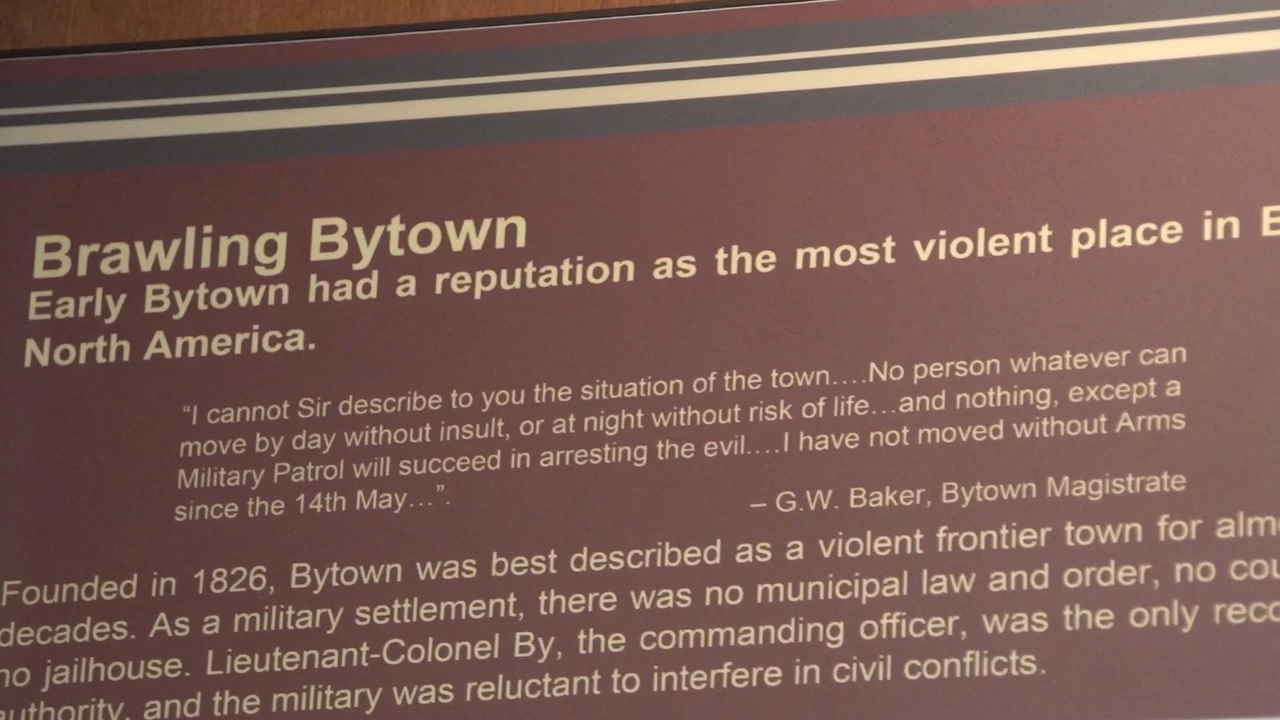 Brawling Bytown
Early Bytown had a reputation as the most violent place in
North America.
“I cannot Sir describe to you the situation of the town….No person whatever can
move by day without insult, or at night without risk of life…and nothing, except a
Military Patrol will succeed in arresting the evil….I have not moved without Arms
since the 14th May…”.
– G.W. Baker, Bytown Magistrate
Founded in 1826, Bytown was best described as a violent frontier town for
decades. As a military settlement, there was no municipal law and order, no
no jailhouse. Lieutenant-Colonel By, the commanding officer, was the only
authority, and the military was reluctant to interfere in civil conflicts.